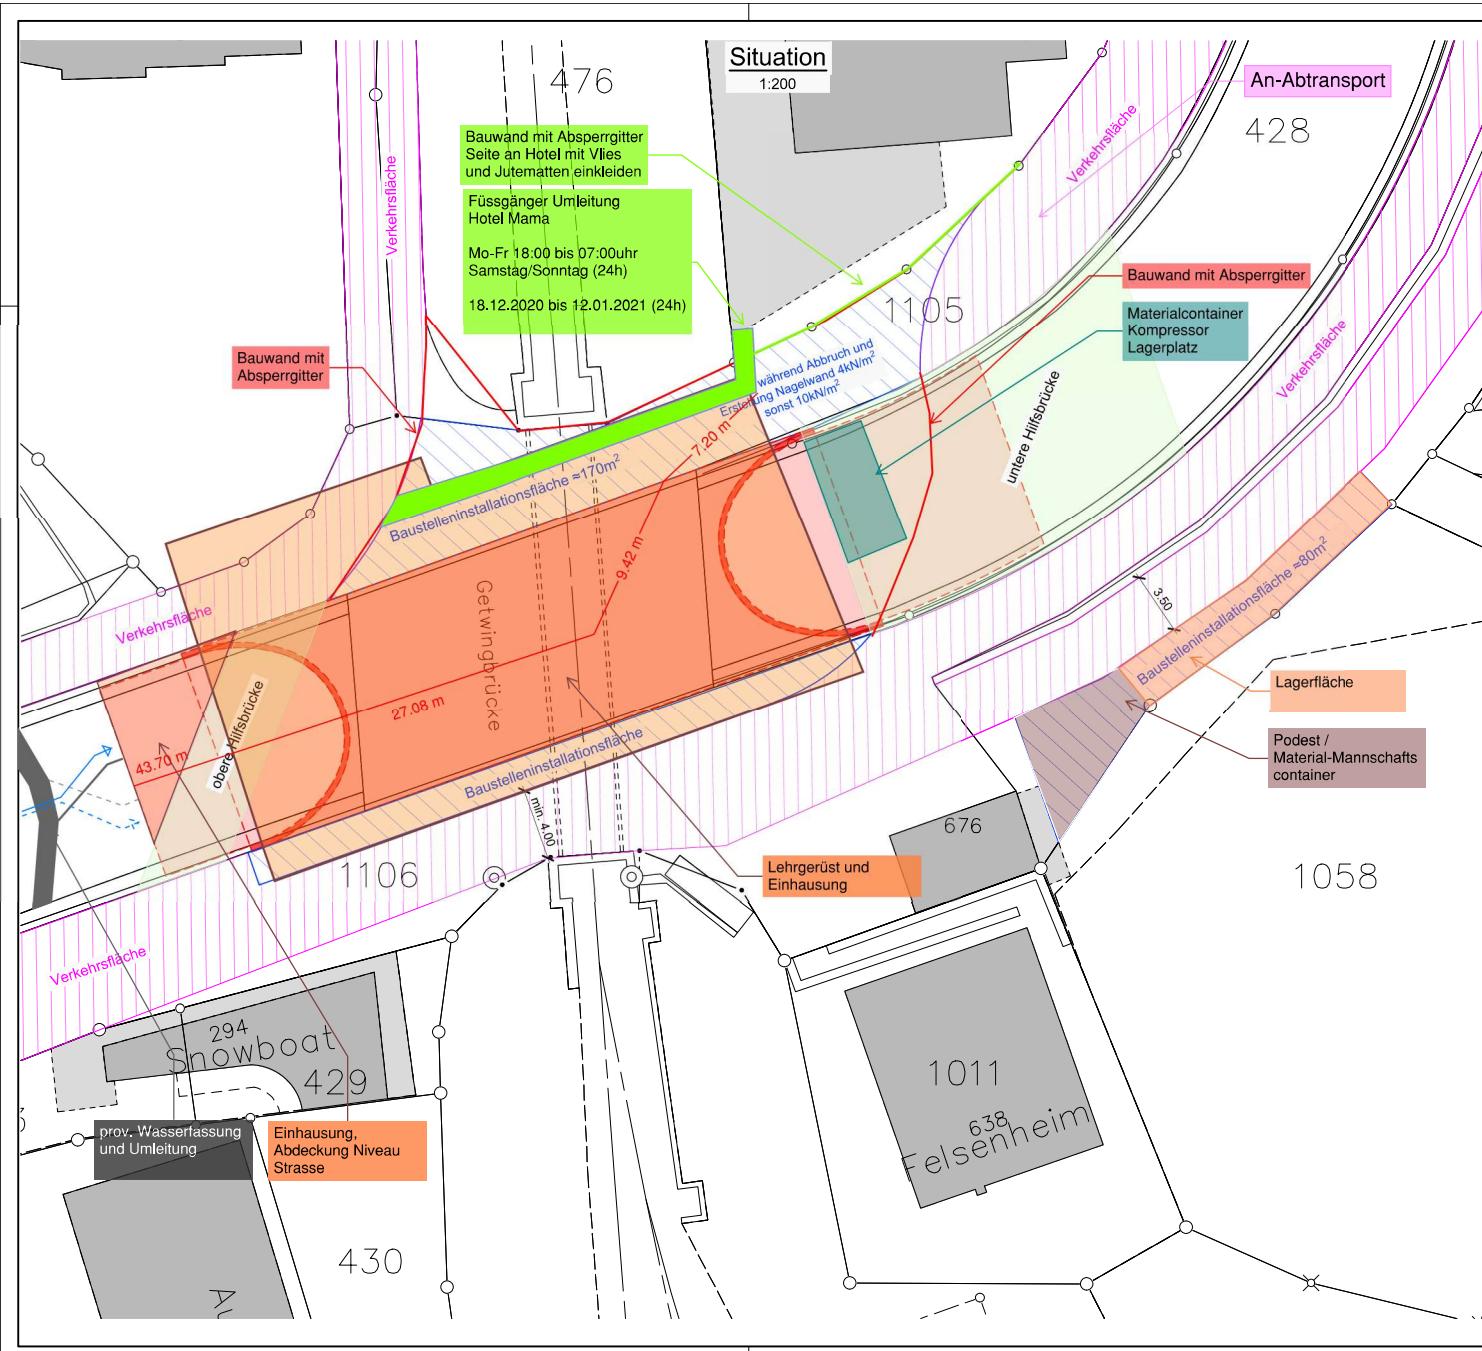 Situation
1:200
476
An-Abtransport
428
Verkehrsfläche
Verkehrsfläche
Bauwand mit Absperrgitter
Seite an Hotel mit Vlies
und Jutematten einkleiden
Füssgänger Umleitung
Hotel Mama
Mo-Fr 18:00 bis 07:00uhr
Samstag/Sonntag (24h)
18.12.2020 bis 12.01.2021 (24h)
Bauwand mit Absperrgitter
1105
Materialcontainer
Kompressor
Lagerplatz
Bauwand mit
Absperrgitter
während Abbruch und
Erstellung Nagelwand 4kN/m²
sonst 10kN/m²
Verkehrsfläche
untere Hilfsbrücke
7.20 m
Baustelleninstallationsfläche ≈170m²
9.42 m
Getwingbrücke
3.50
Baustelleninstallationsfläche ≈80m²
Verkehrsfläche
Lagerfläche
obere Hilfsbrücke
27.08 m
43.70 m
Baustelleninstallationsfläche
Podest /
Material-Mannschafts
container
min. 4.00
676
1106
Lehrgerüst und
Einhausung
1058
Verkehrsfläche
294
Snowboat
429
1011
638
Felsenheim
prov. Wasserfassung
und Umleitung
Einhausung,
Abdeckung Niveau
Strasse
430